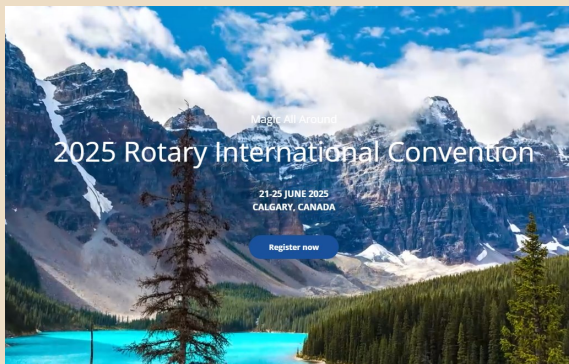 Magic All Around
2025 Rotary International Convention
21-25 JUNE 2025
CALGARY, CANADA
Register now